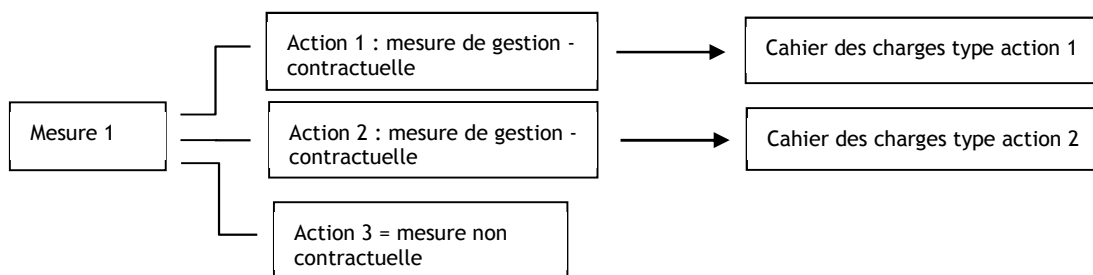 Action 1 : mesure de gestion -
contractuelle
Cahier des charges type action 1
Mesure 1
Action 2 : mesure de gestion -
contractuelle
Cahier des charges type action 2
Action 3 = mesure non
contractuelle